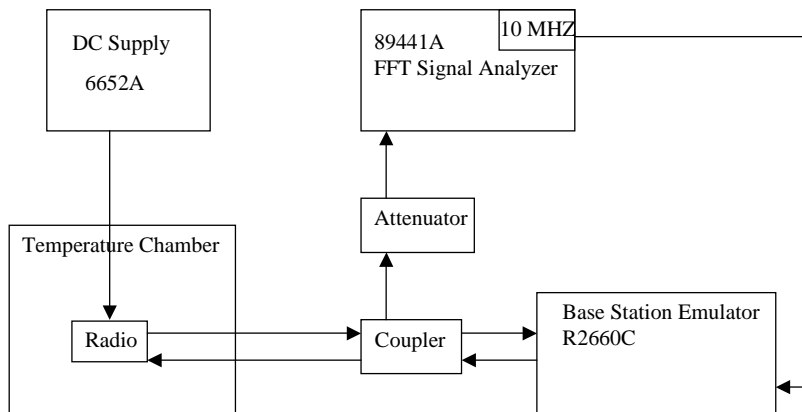 DC Supply
6652A
10 MHZ
89441A
FFT Signal Analyzer
Attenuator
Temperature Chamber
Radio
Coupler
Base Station Emulator
R2660C